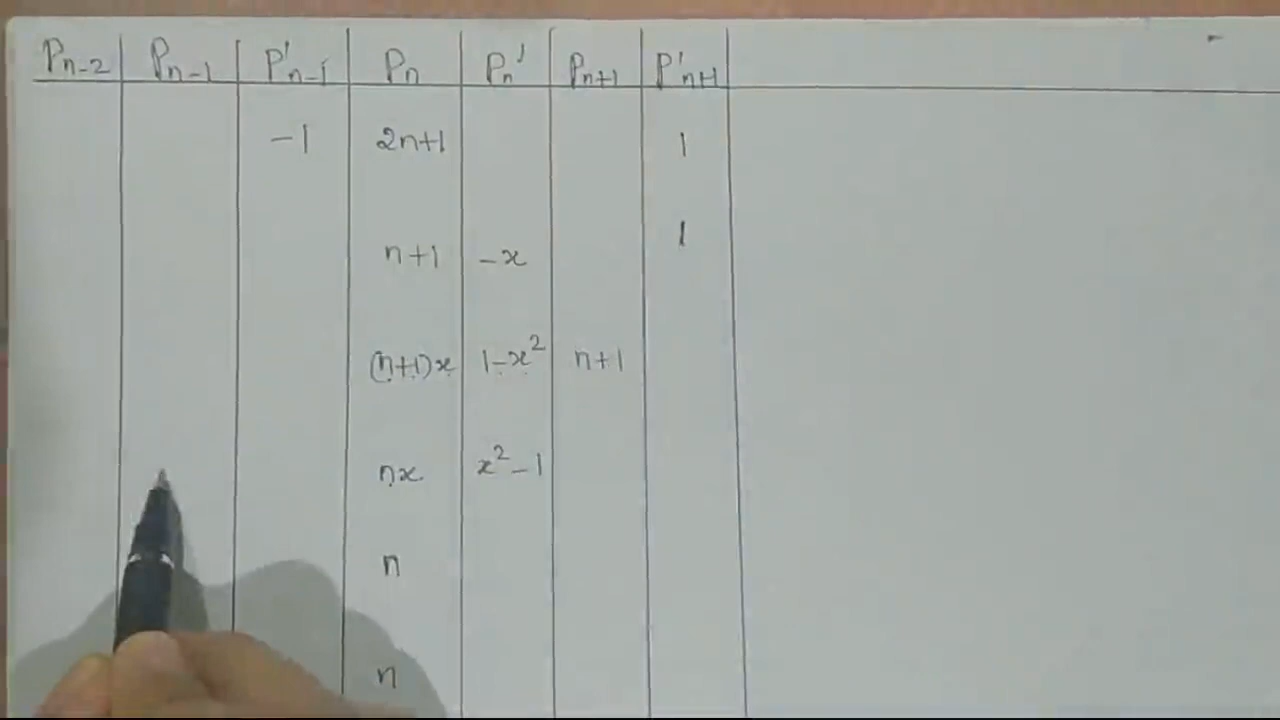 Pn-2 Pn-1 P'n-1 Pn Pn' Pn+1 P'n+1
-1 2n+1 1
n+1 -x 1
(n+1)x 1-x² n+1
nx x²-1
n
n